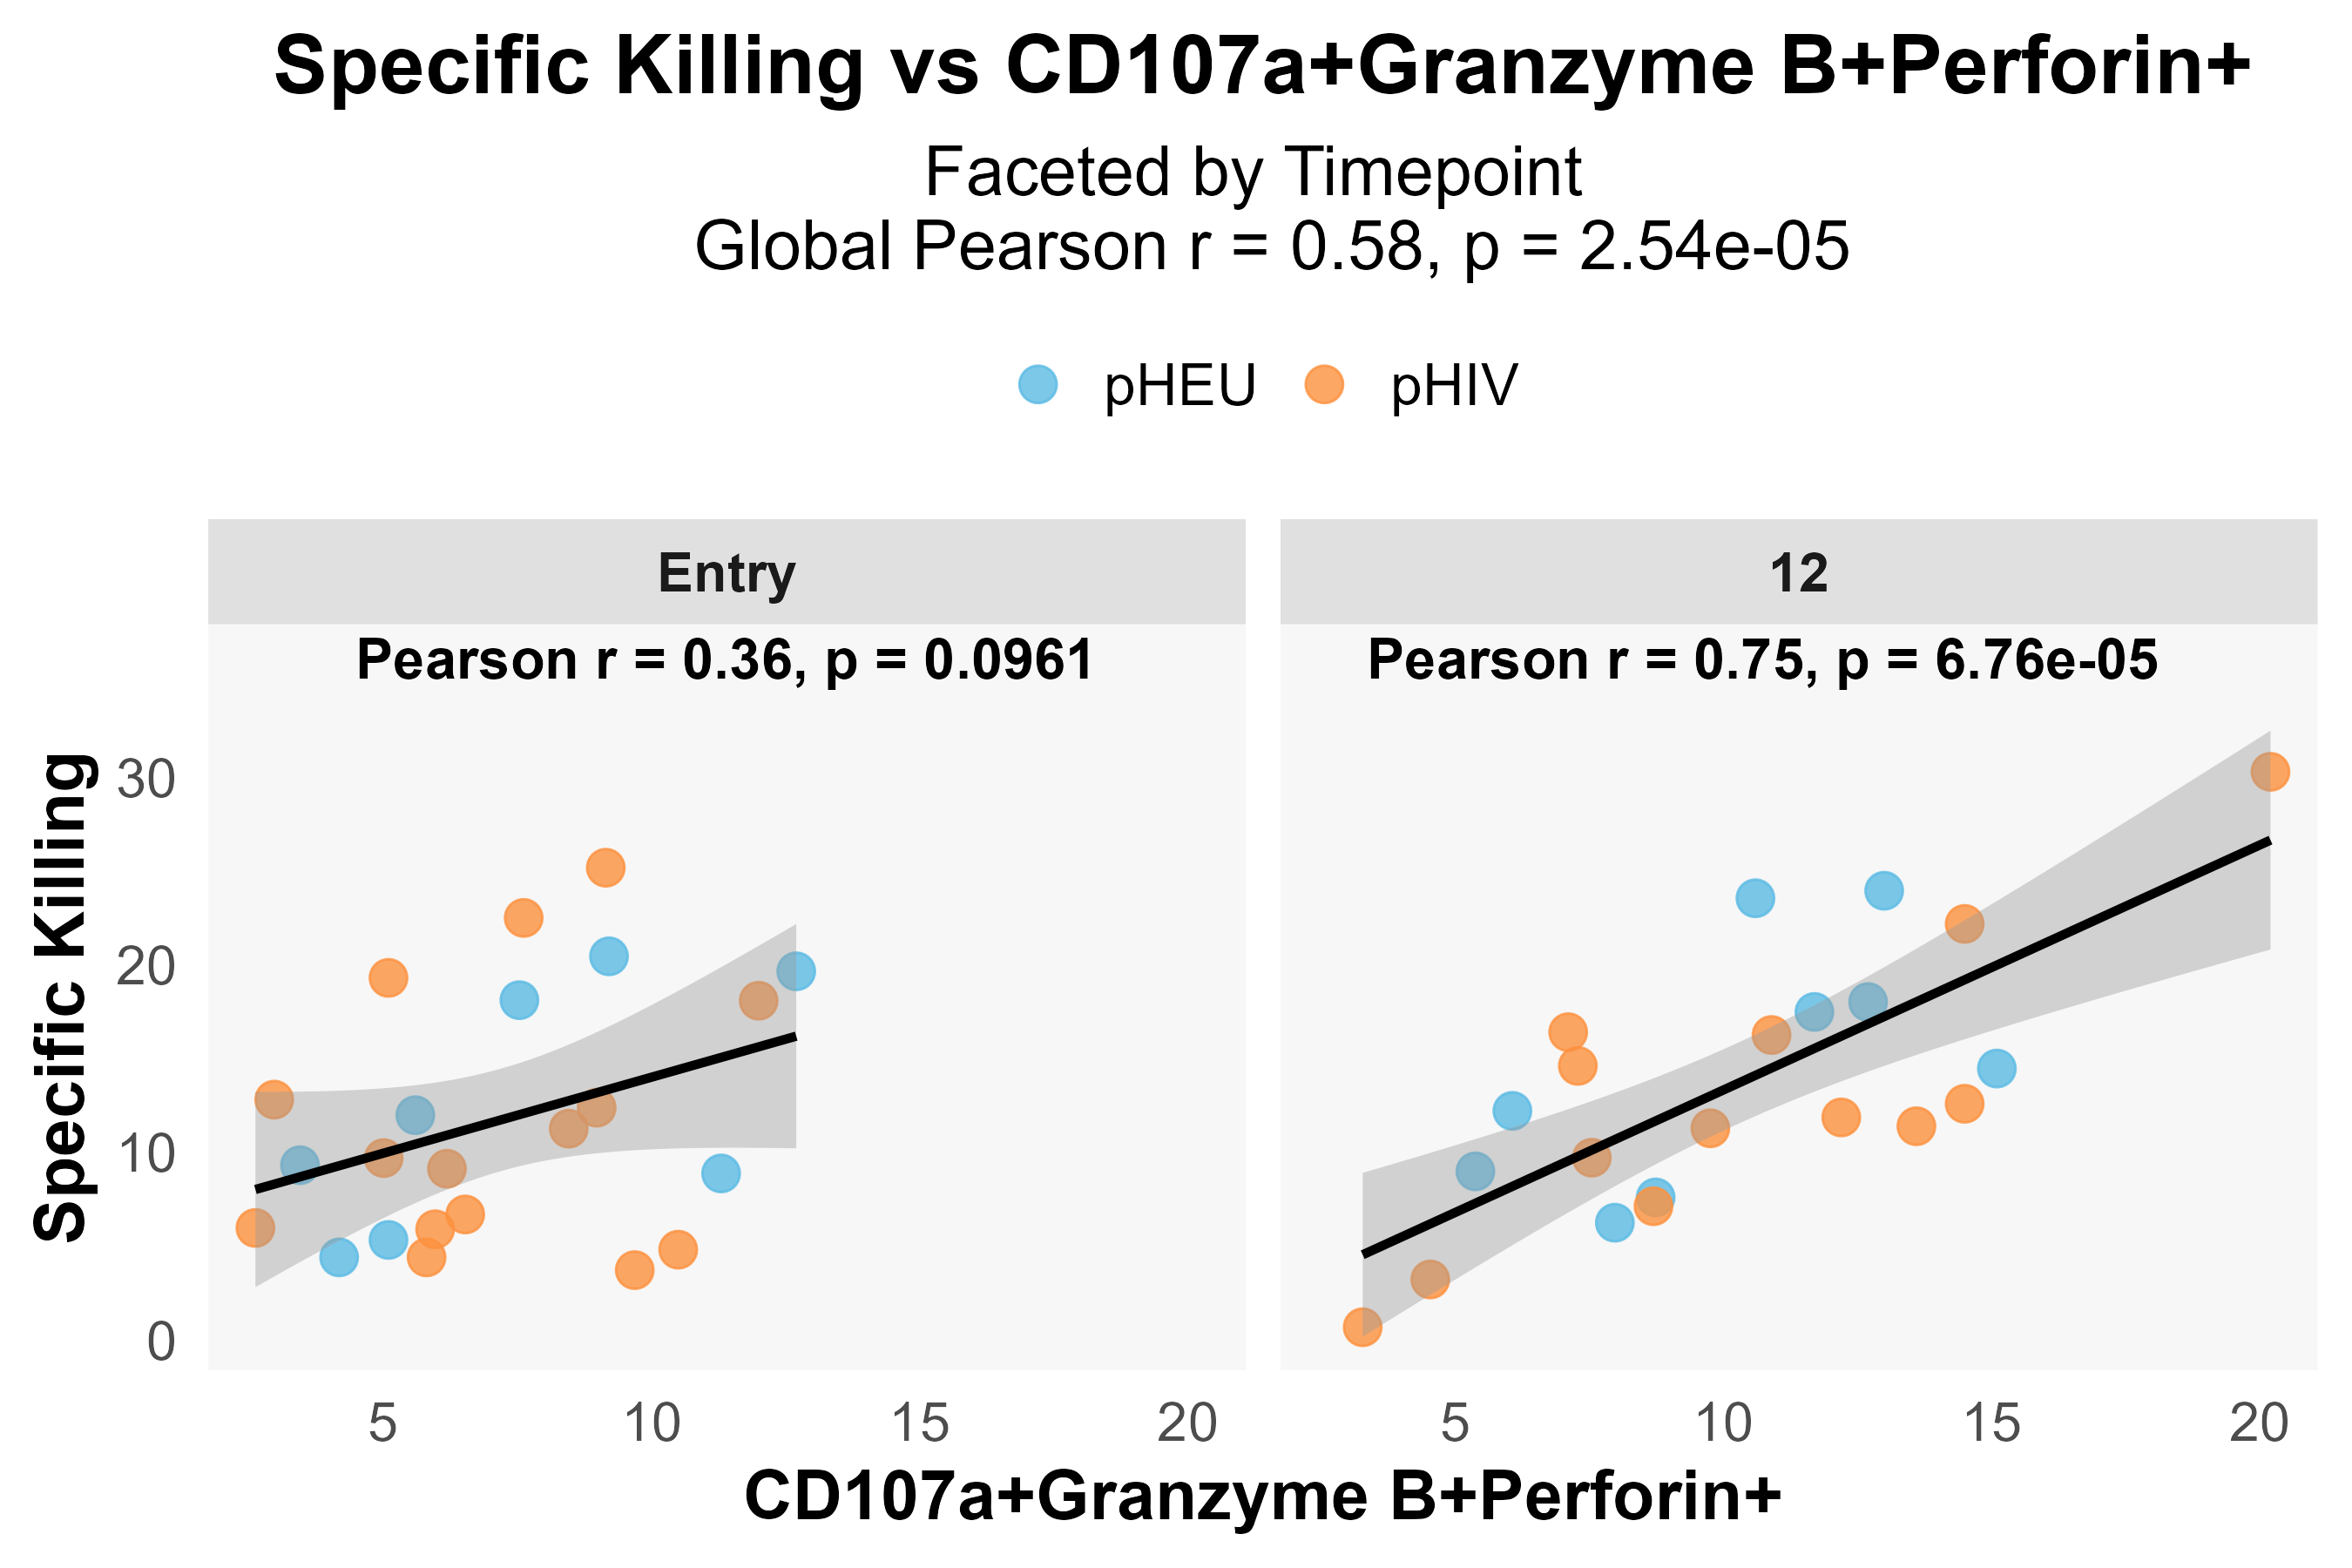 Specific Killing vs CD107a+Granzyme B+Perforin+
Faceted by Timepoint
Global Pearson r = 0.58, p = 2.54e-05
pHEU
pHIV
Entry
12
Pearson r = 0.36, p = 0.0961
Pearson r = 0.75, p = 6.76e-05
Specific Killing
30
20
10
0
5 10 15 20
5 10 15 20
CD107a+Granzyme B+Perforin+